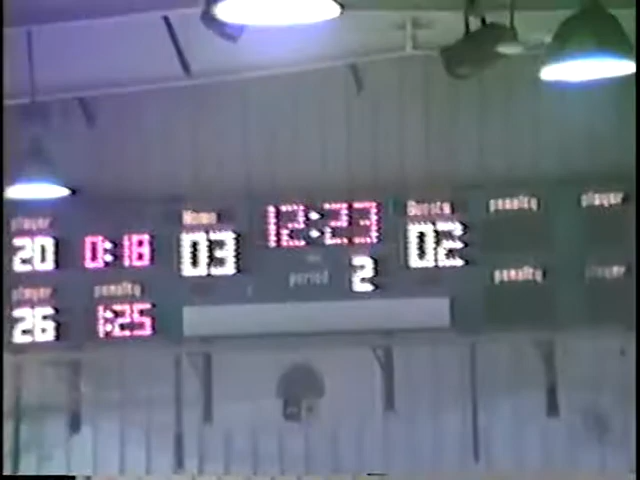 player
20 0:18
Home
03
12:23
Guests
02
penalty player
player penalty
26 1:25
period 2
penalty player